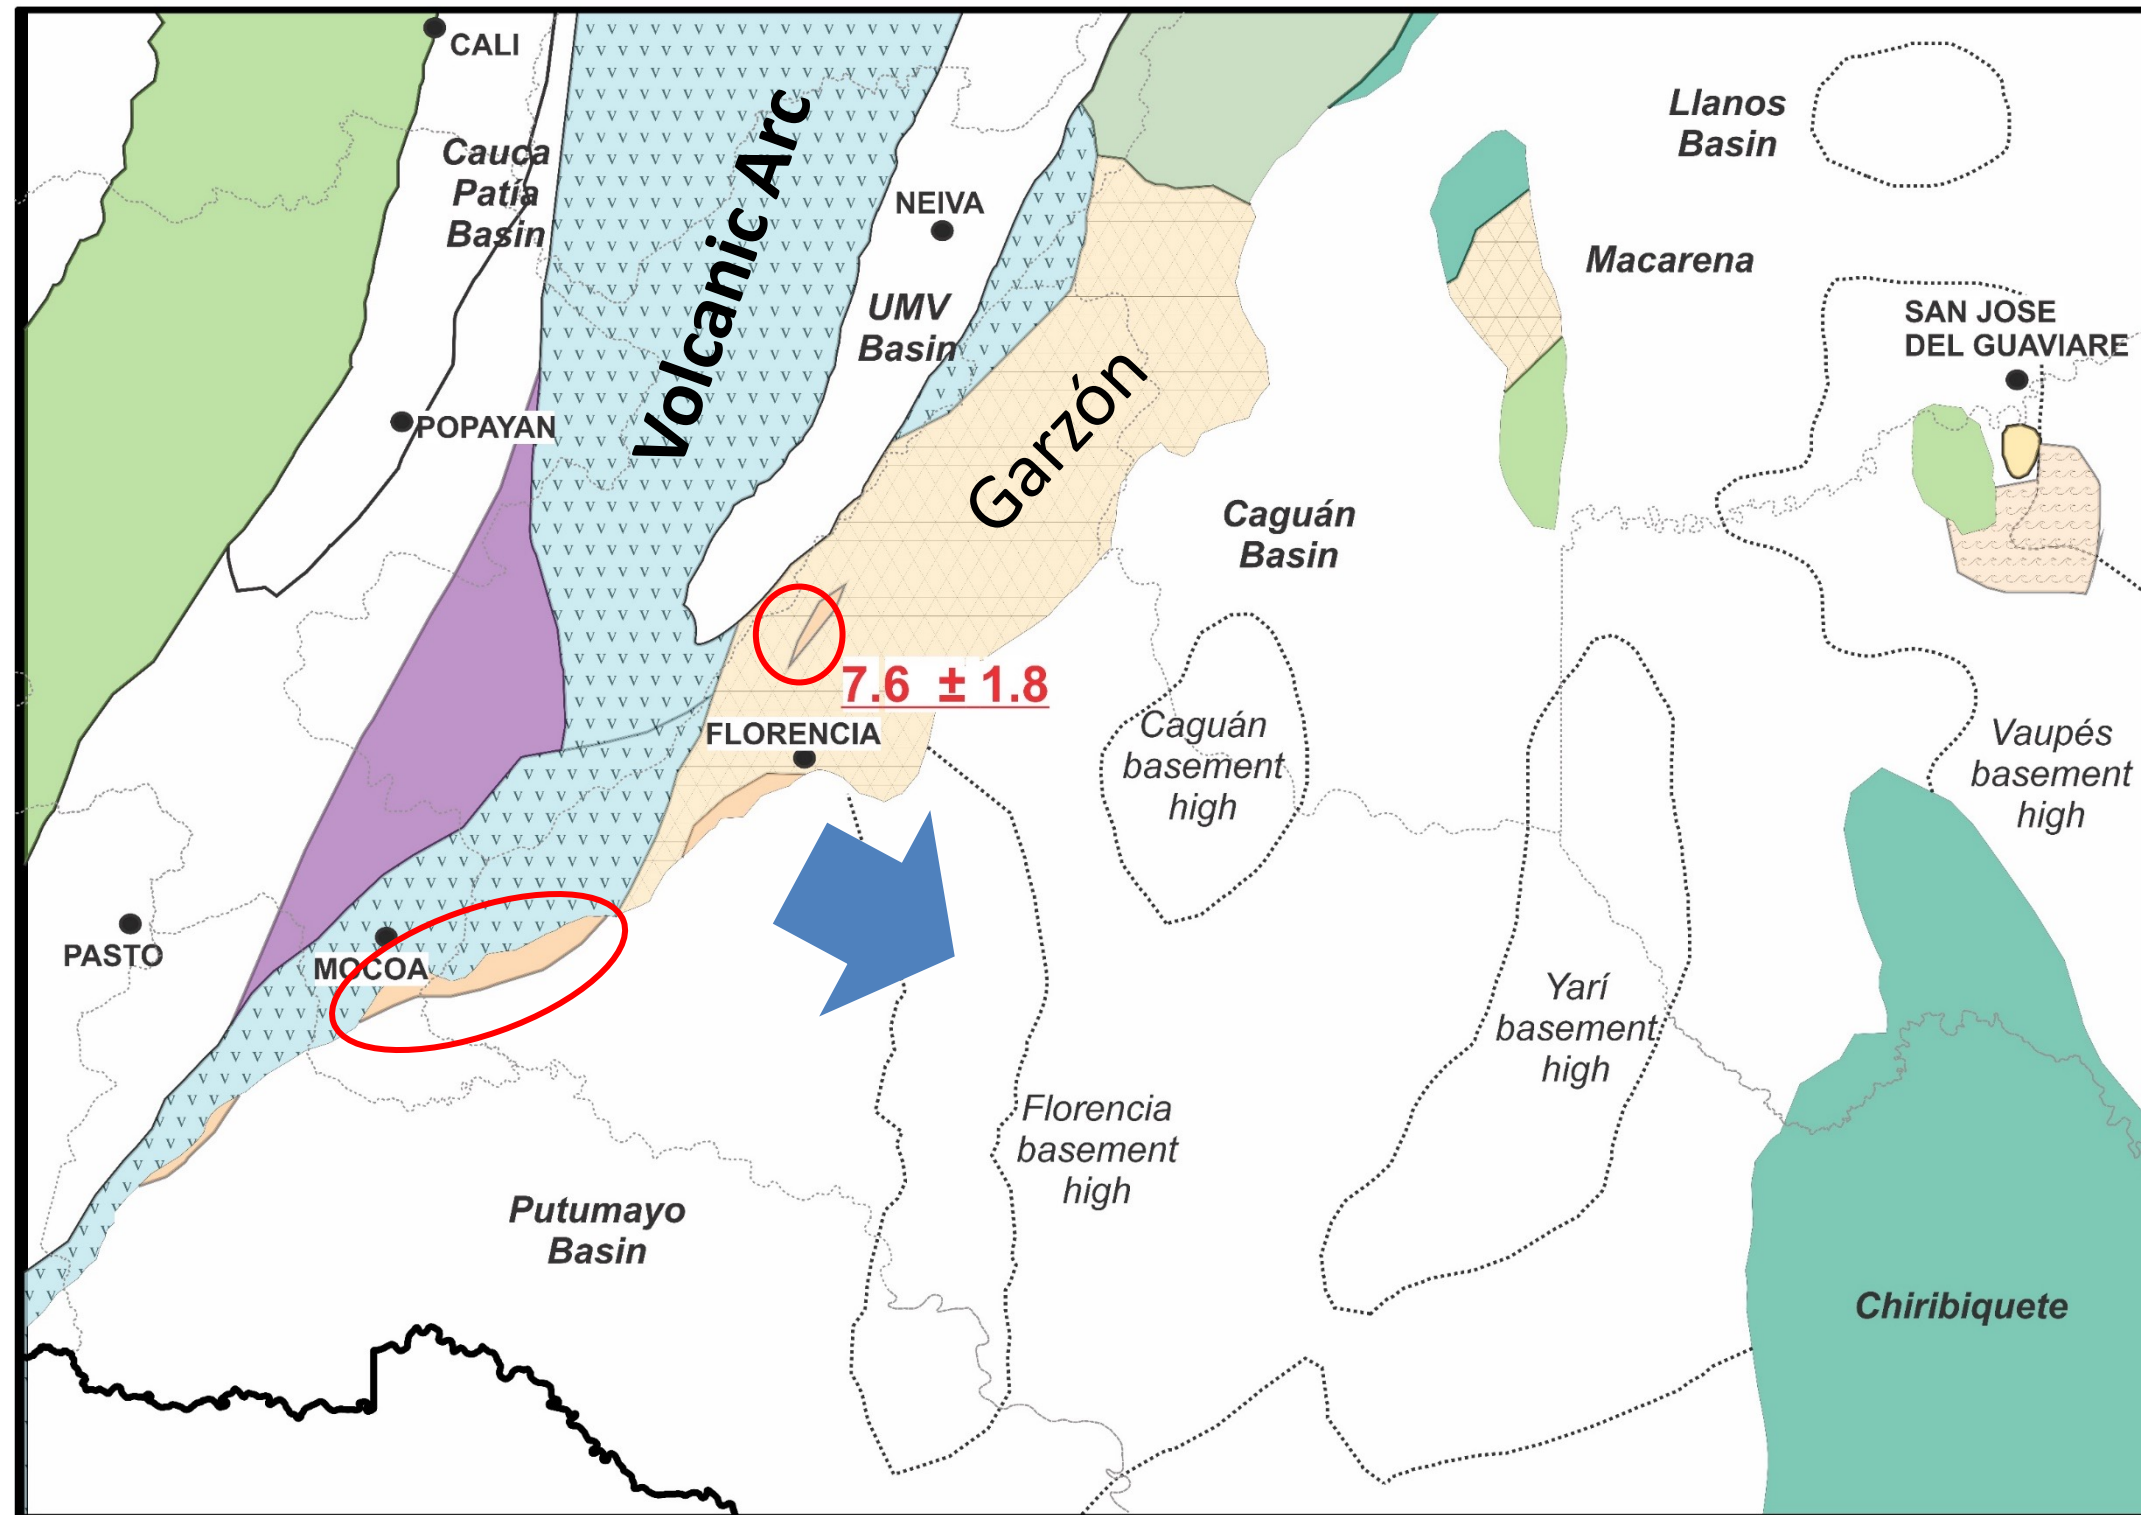 CALI
Cauca
Patía
Basin
Volcanic Arc
NEIVA
UMV
Basin
Llanos
Basin
Macarena
SAN JOSE
DEL GUAVIARE
POPAYAN
Garzón
Caguán
Basin
7.6 ± 1.8
FLORENCIA
Caguán
basement
high
Vaupés
basement
high
PASTO
MOCOA
Yarí
basement
high
Florencia
basement
high
Putumayo
Basin
Chiribiquete